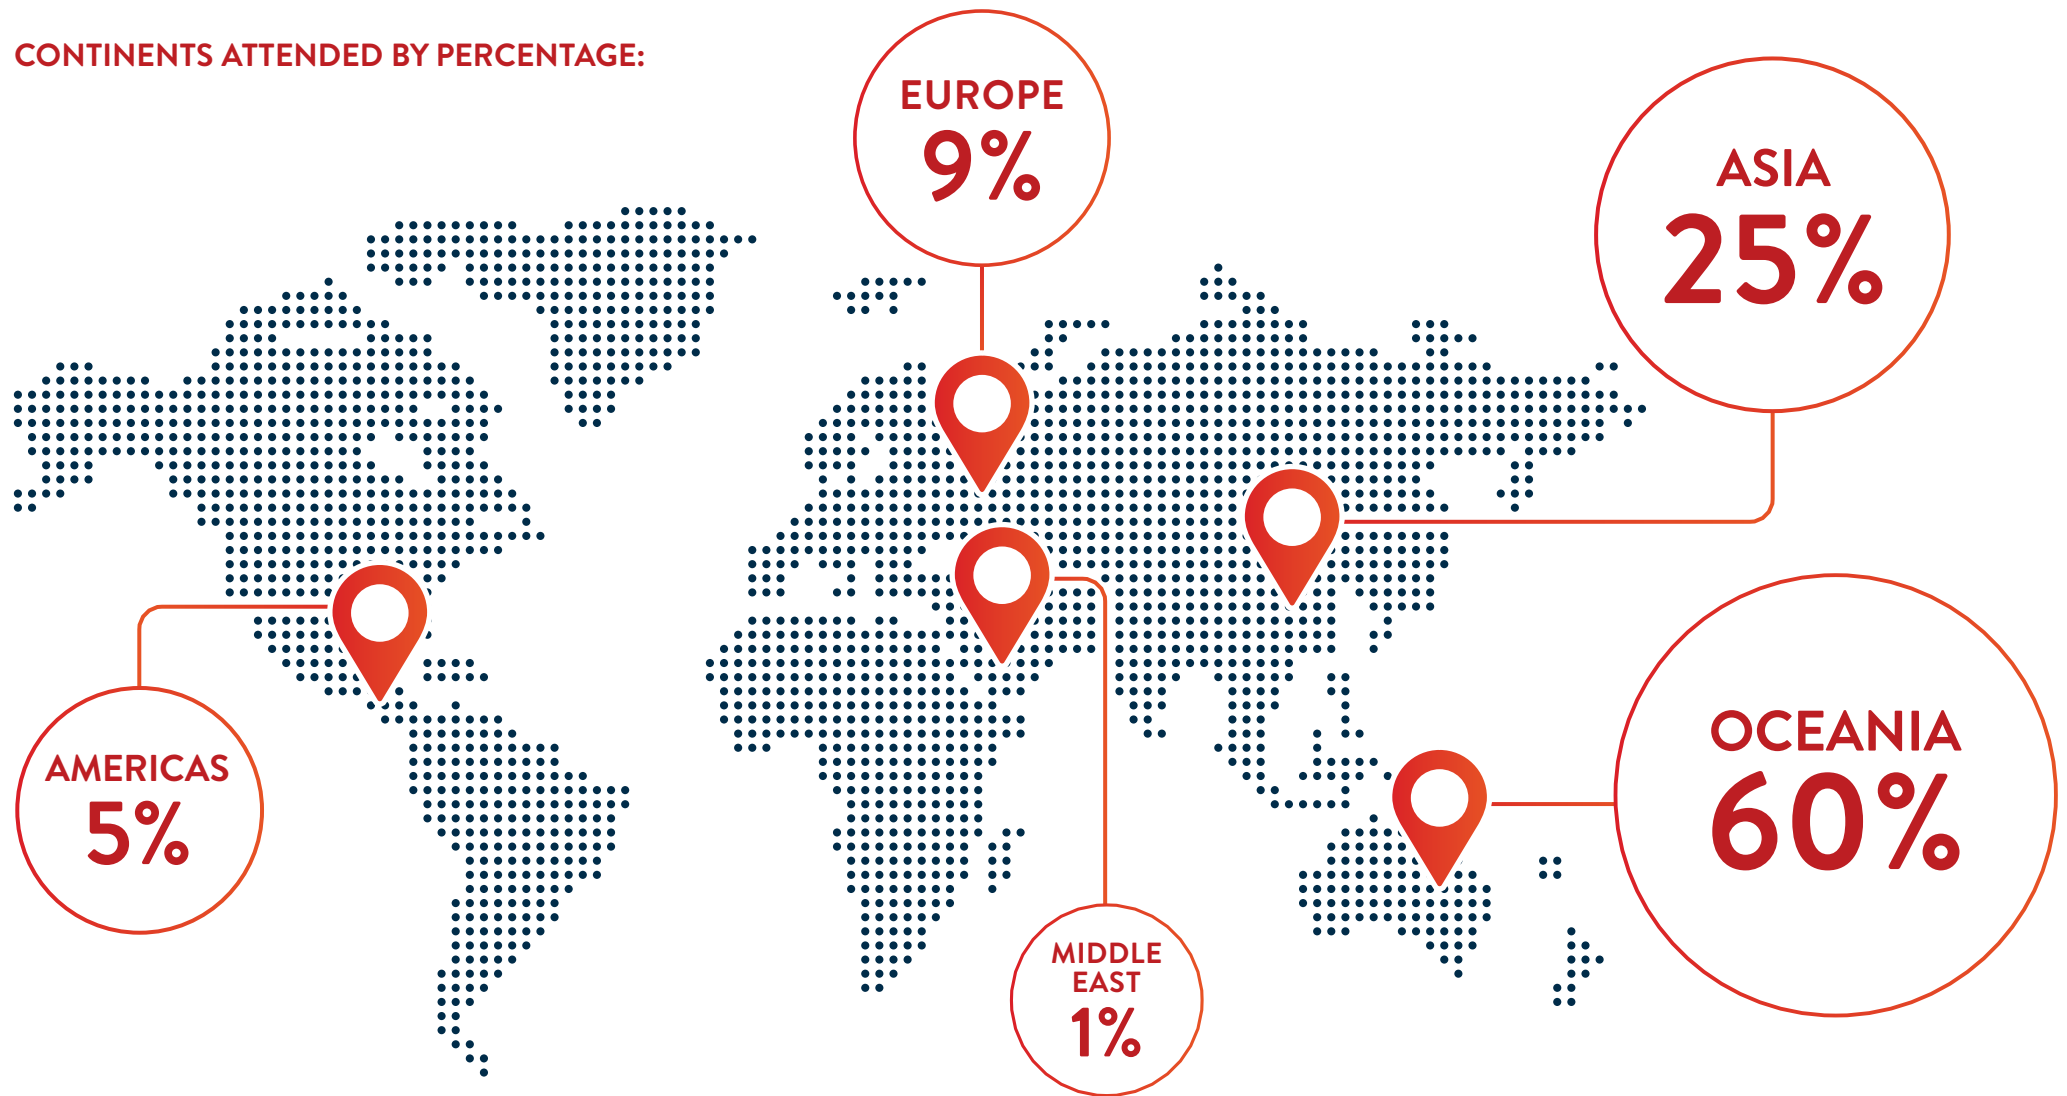 CONTINENTS ATTENDED BY PERCENTAGE:
EUROPE
9%
ASIA
25%
AMERICAS
5%
OCEANIA
60%
MIDDLE
EAST
1%